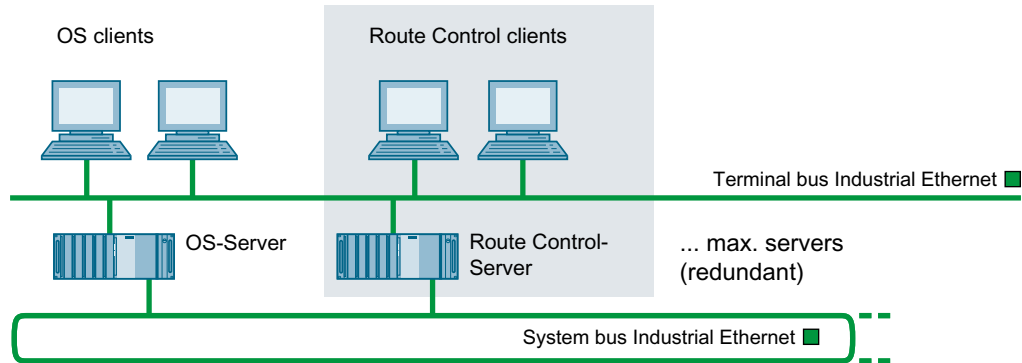 OS clients
Route Control clients
Terminal bus Industrial Ethernet
OS-Server
Route Control-
Server
... max. servers
(redundant)
System bus Industrial Ethernet